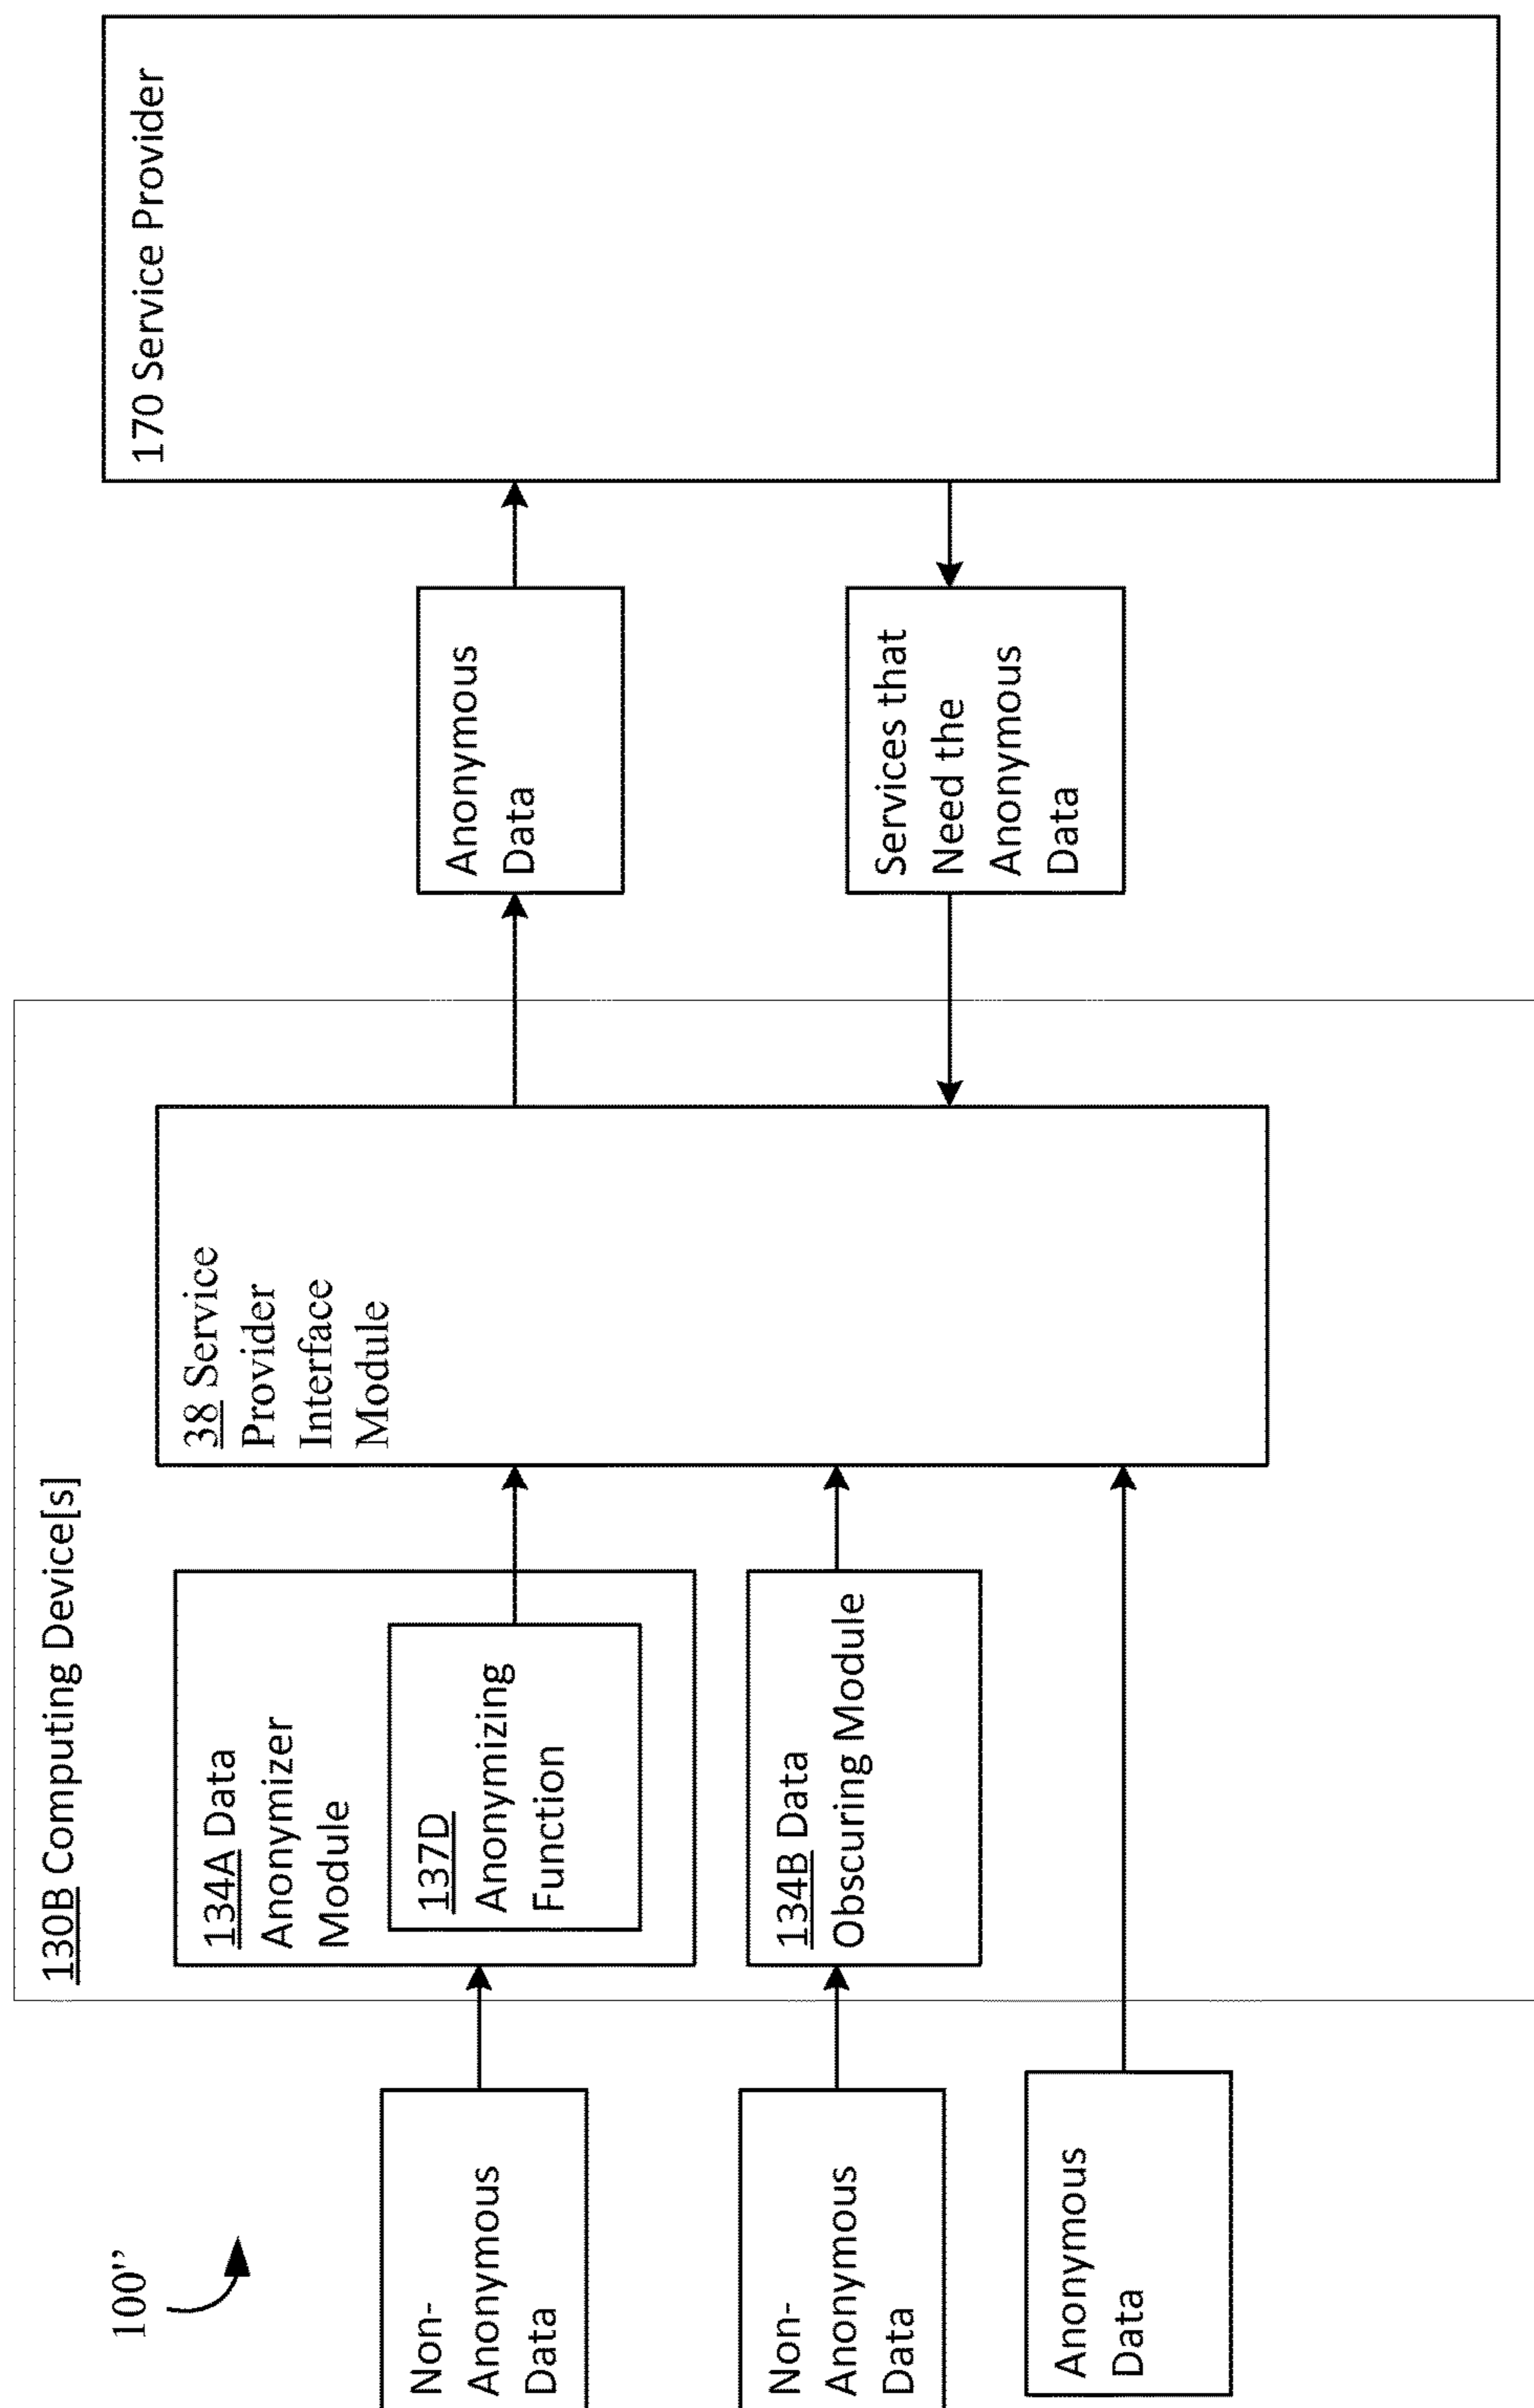 100''
Non-
Anonymous
Data
Non-
Anonymous
Data
Anonymous
Data
130B Computing Device[s]
134A Data
Anonymizer
Module
137D
Anonymizing
Function
134B Data
Obscuring Module
38 Service
Provider
Interface
Module
Anonymous
Data
Services that
Need the
Anonymous
Data
170 Service Provider